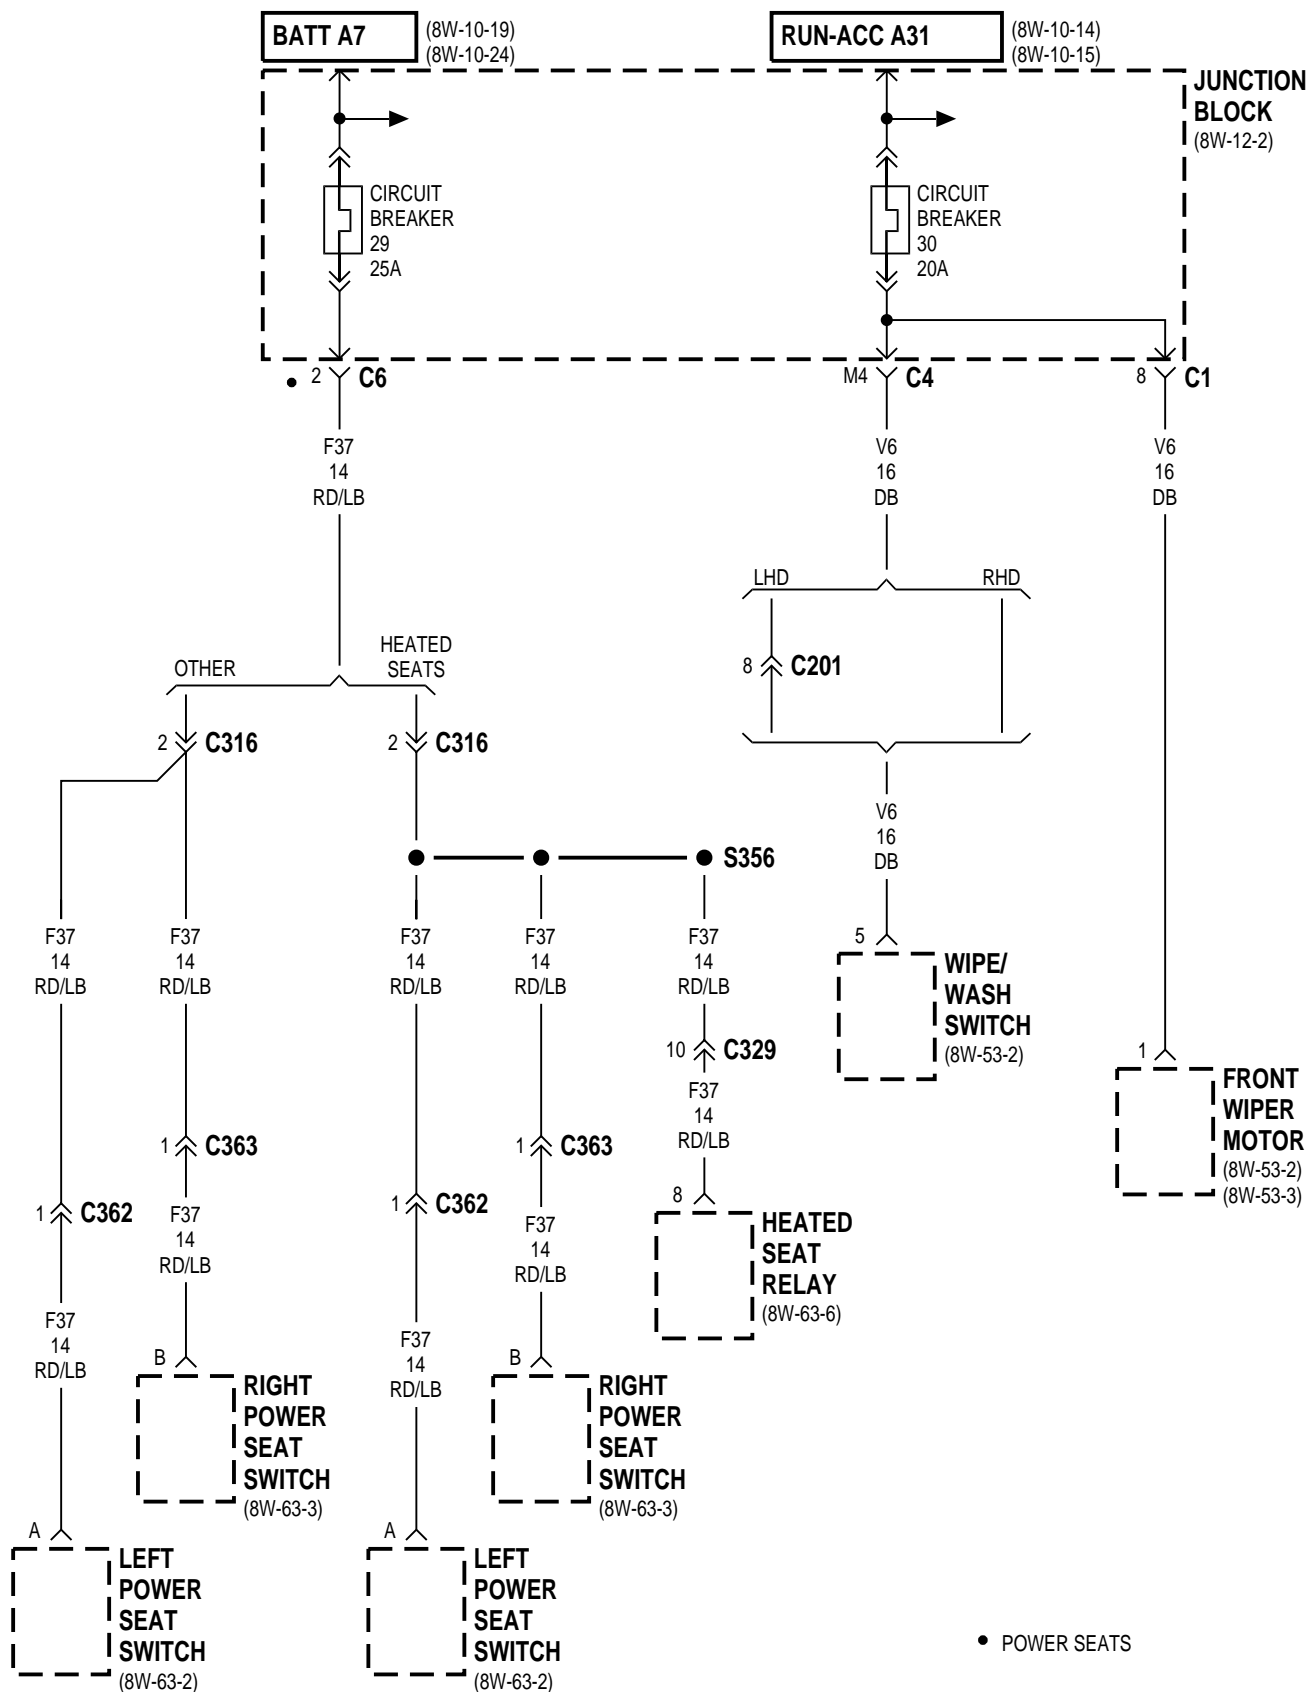 BATT A7
(8W-10-19)
(8W-10-24)
RUN-ACC A31
(8W-10-14)
(8W-10-15)
JUNCTION
BLOCK
(8W-12-2)
CIRCUIT
BREAKER
29
25A
CIRCUIT
BREAKER
30
20A
2
C6
M4
C4
8
C1
F37
14
RD/LB
V6
16
DB
V6
16
DB
LHD
RHD
8
C201
OTHER
HEATED
SEATS
2
C316
2
C316
V6
16
DB
S356
F37
14
RD/LB
F37
14
RD/LB
F37
14
RD/LB
F37
14
RD/LB
F37
14
RD/LB
5
WIPE/
WASH
SWITCH
(8W-53-2)
10
C329
F37
14
RD/LB
1
FRONT
WIPER
MOTOR
(8W-53-2)
(8W-53-3)
1
C363
1
C363
1
C362
1
C362
F37
14
RD/LB
F37
14
RD/LB
8
HEATED
SEAT
RELAY
(8W-63-6)
F37
14
RD/LB
F37
14
RD/LB
B
RIGHT
POWER
SEAT
SWITCH
(8W-63-3)
B
RIGHT
POWER
SEAT
SWITCH
(8W-63-3)
A
LEFT
POWER
SEAT
SWITCH
(8W-63-2)
A
LEFT
POWER
SEAT
SWITCH
(8W-63-2)
• POWER SEATS